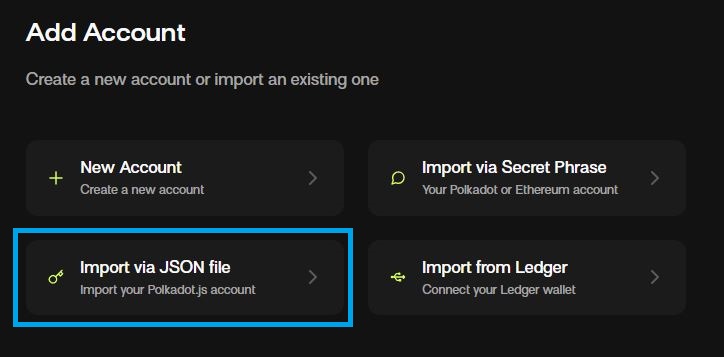 Add Account
Create a new account or import an existing one
New Account
Create a new account
Import via Secret Phrase
Your Polkadot or Ethereum account
Import via JSON file
Import your Polkadot.js account
Import from Ledger
Connect your Ledger wallet